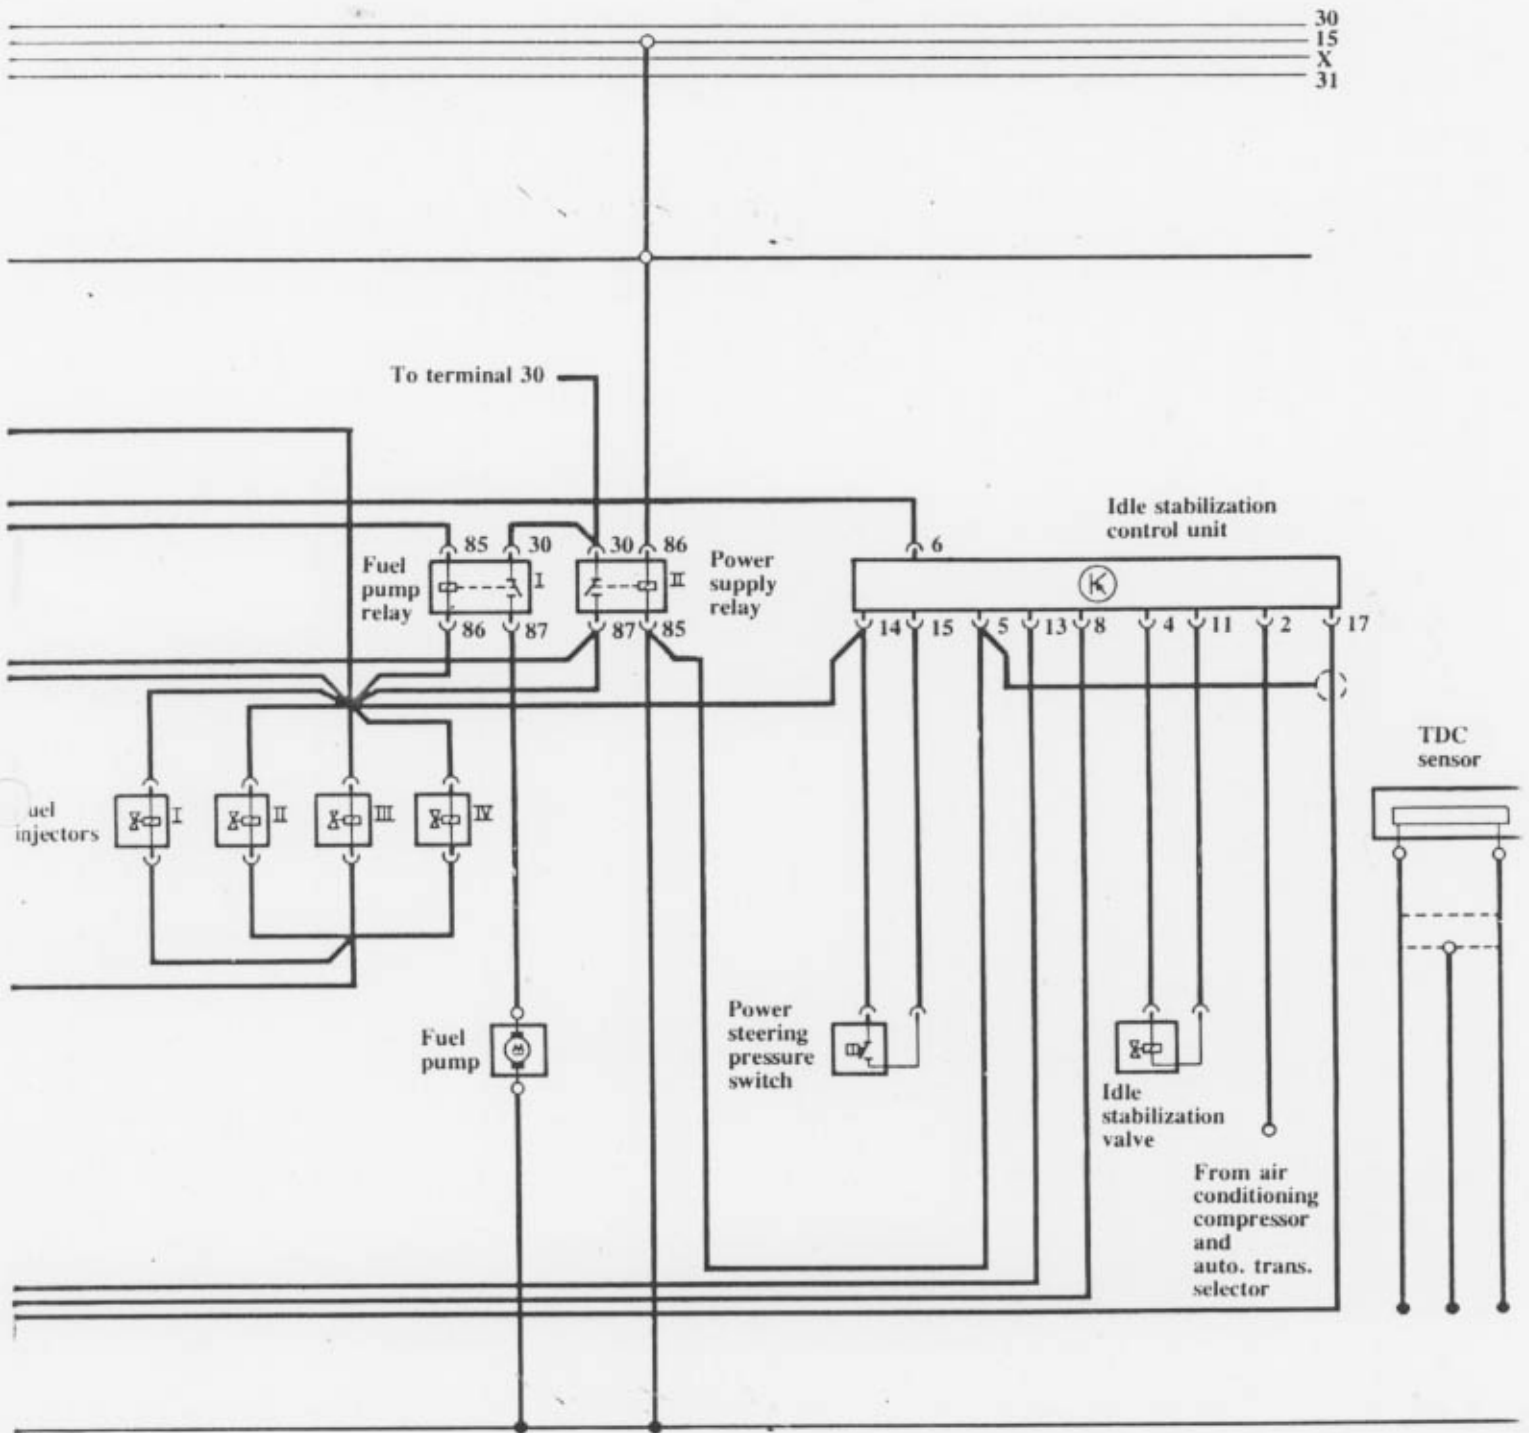 30
15
X
31
To terminal 30
Idle stabilization
control unit
85 30 30 86 6
Fuel
pump
relay
I
II
Power
supply
relay
86 87 87 85
14 15 5 13 8 4 11 2 17
TDC
sensor
uel
injectors
I II III IV
Fuel
pump
M
Power
steering
pressure
switch
Idle
stabilization
valve
From air
conditioning
compressor
and
auto. trans.
selector